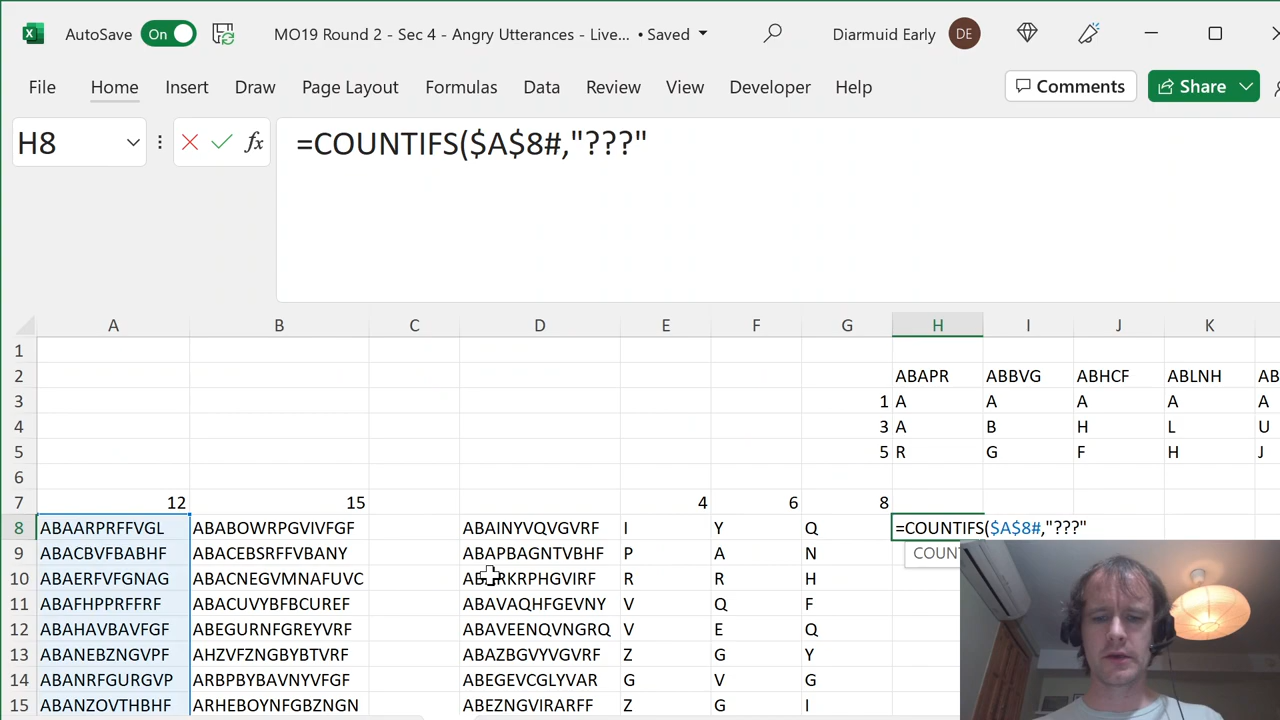 AutoSave On MO19 Round 2 - Sec 4 - Angry Utterances - Live... • Saved Diarmuid Early DE
File Home Insert Draw Page Layout Formulas Data Review View Developer Help Comments Share
H8 fx =COUNTIFS($A$8#,"???"
A B C D E F G H I J K
1
2 ABAPR ABBVG ABHCF ABLNH AB
3 1 A A A A A
4 3 A B H L U
5 5 R G F H J
6
7 12 15 4 6 8
8 ABAARPRFFVGL ABABOWRPGVIVFGF ABAINYVQVGVRF I Y Q =COUNTIFS($A$8#,"???"
9 ABACBVFBABHF ABACEBSRFFVBANY ABAPBAGNTVBHF P A N COUN
10 ABAERFVFGNAG ABACNEGVMNAFUVC RKRPHGVIRF R R H
11 ABAFHPPRFFRF ABACUVYBFBCUREF ABAVAQHFGEVNY V Q F
12 ABAHAVBAVFGF ABEGURNFGREYVRF ABAVEENQVNGRQ V E Q
13 ABANEBZNGVPF AHZVFZNGBYBTVRF ABAZBGVYVGVRF Z G Y
14 ABANRFGURGVP ARBPBYBAVNYVFGF ABEGEVCGLYVAR G V G
15 ABANZOVTHBHF ARHEBOYNFGBZNGN ABEZNGVIRARFF Z G I